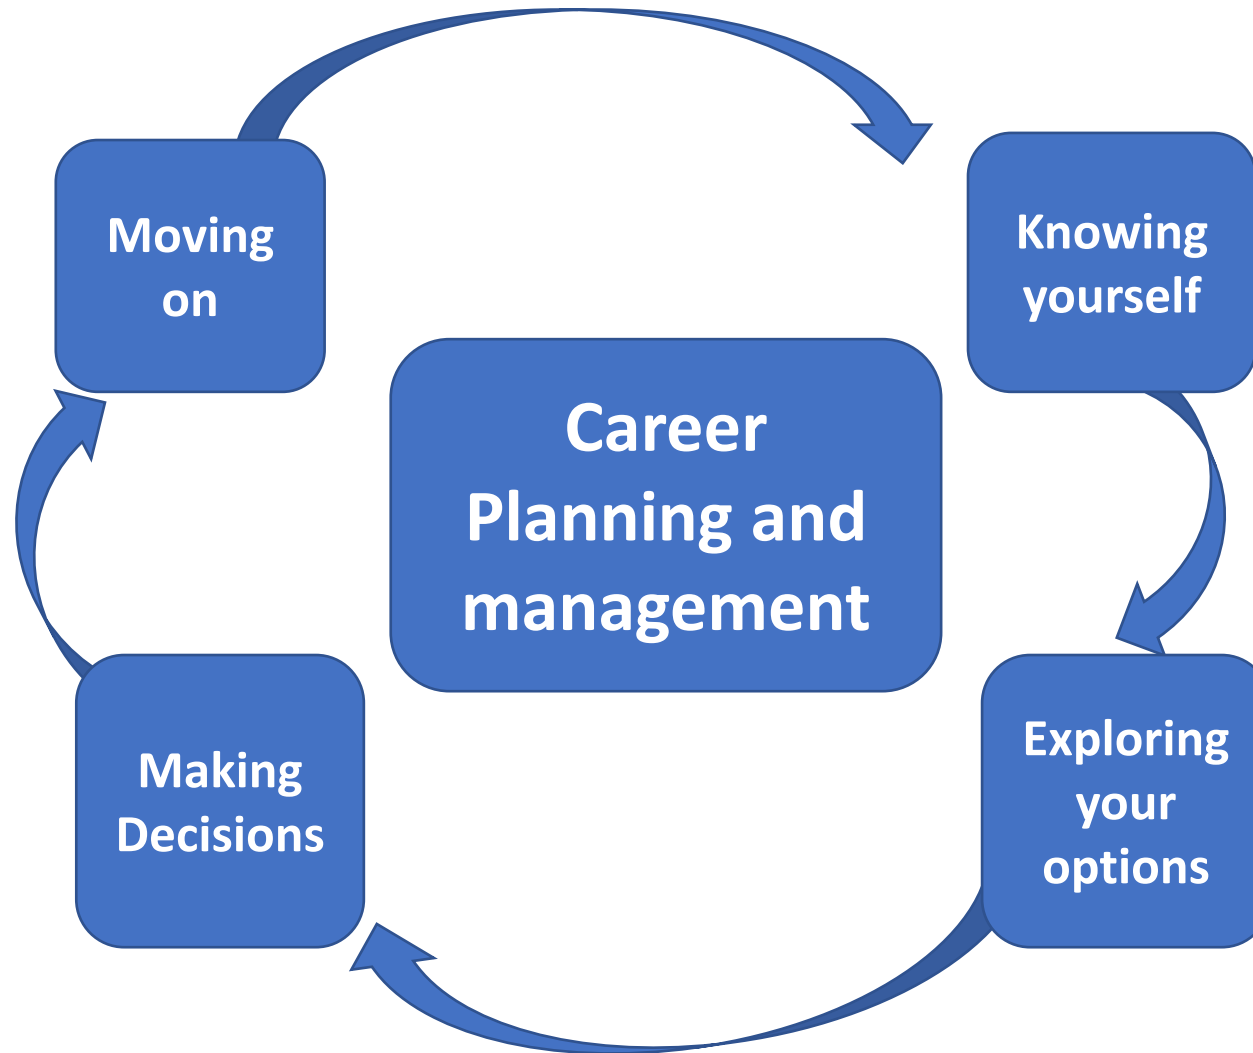 Moving
on
Knowing
yourself
Career
Planning and
management
Making
Decisions
Exploring
your
options